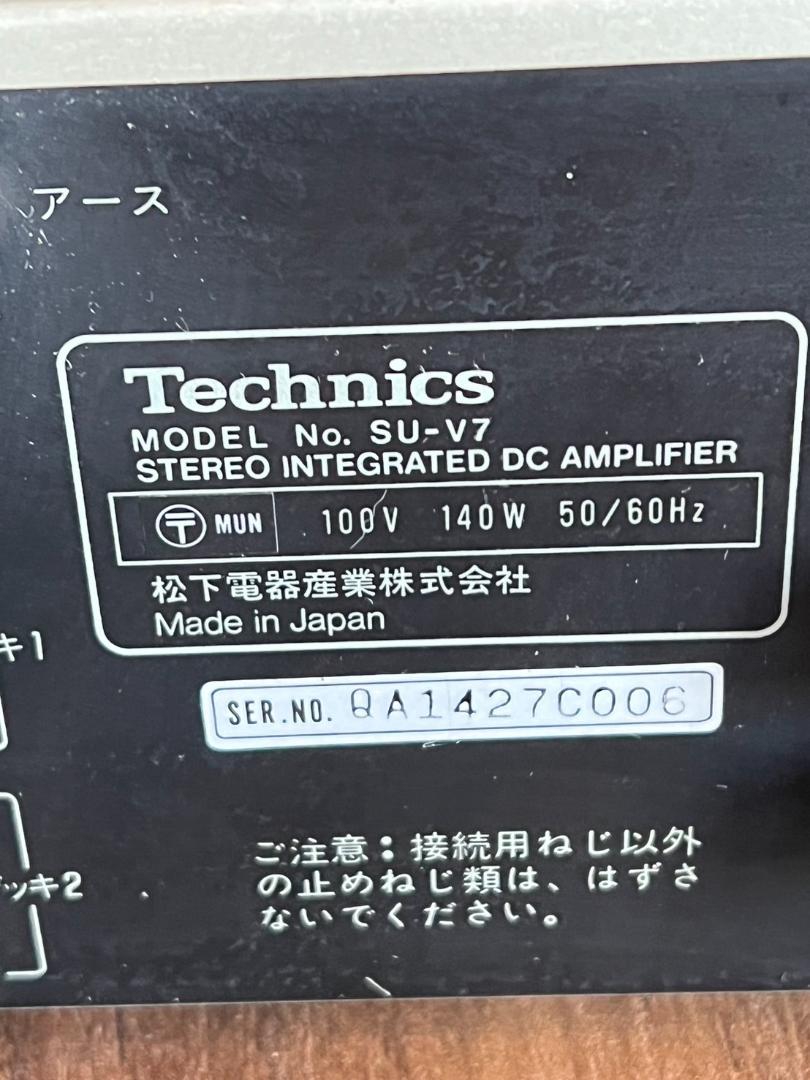 アース
Technics
MODEL No. SU-V7
STEREO INTEGRATED DC AMPLIFIER
〒 MUN 100V 140W 50/60Hz
松下電器産業株式会社
Made in Japan
キ1
SER.NO. QA1427C006
ッキ2
ご注意：接続用ねじ以外
の止めねじ類は、はずさ
ないでください。